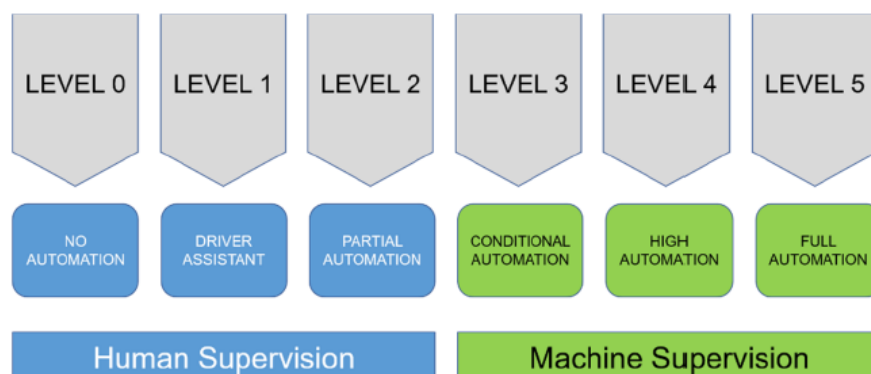 LEVEL 0 LEVEL 1 LEVEL 2 LEVEL 3 LEVEL 4 LEVEL 5
NO
AUTOMATION
DRIVER
ASSISTANT
PARTIAL
AUTOMATION
CONDITIONAL
AUTOMATION
HIGH
AUTOMATION
FULL
AUTOMATION
Human Supervision
Machine Supervision